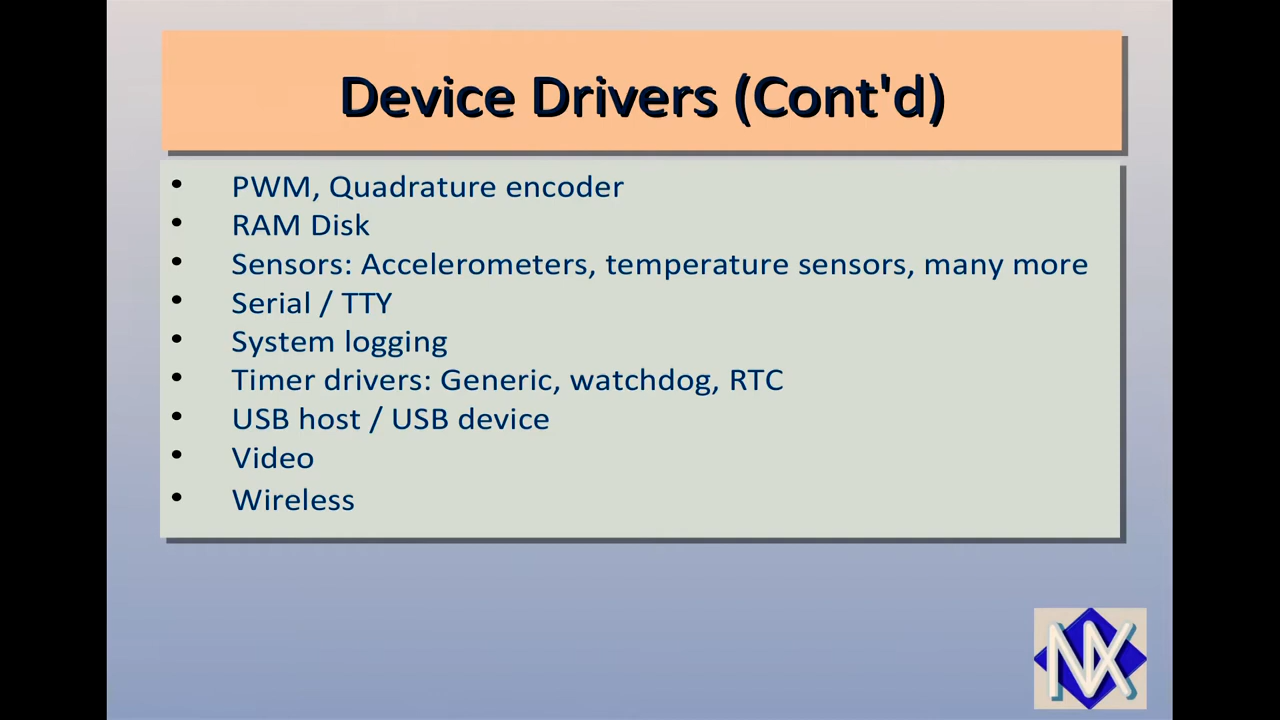 Device Drivers (Cont'd)
• PWM, Quadrature encoder
• RAM Disk
• Sensors: Accelerometers, temperature sensors, many more
• Serial / TTY
• System logging
• Timer drivers: Generic, watchdog, RTC
• USB host / USB device
• Video
• Wireless
NX